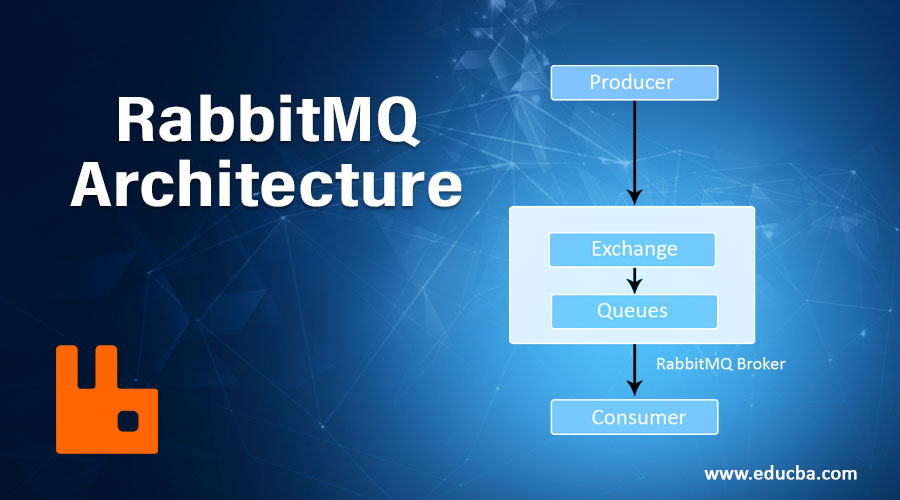 RabbitMQ
Architecture
Producer
Exchange
Queues
RabbitMQ Broker
Consumer
www.educba.com